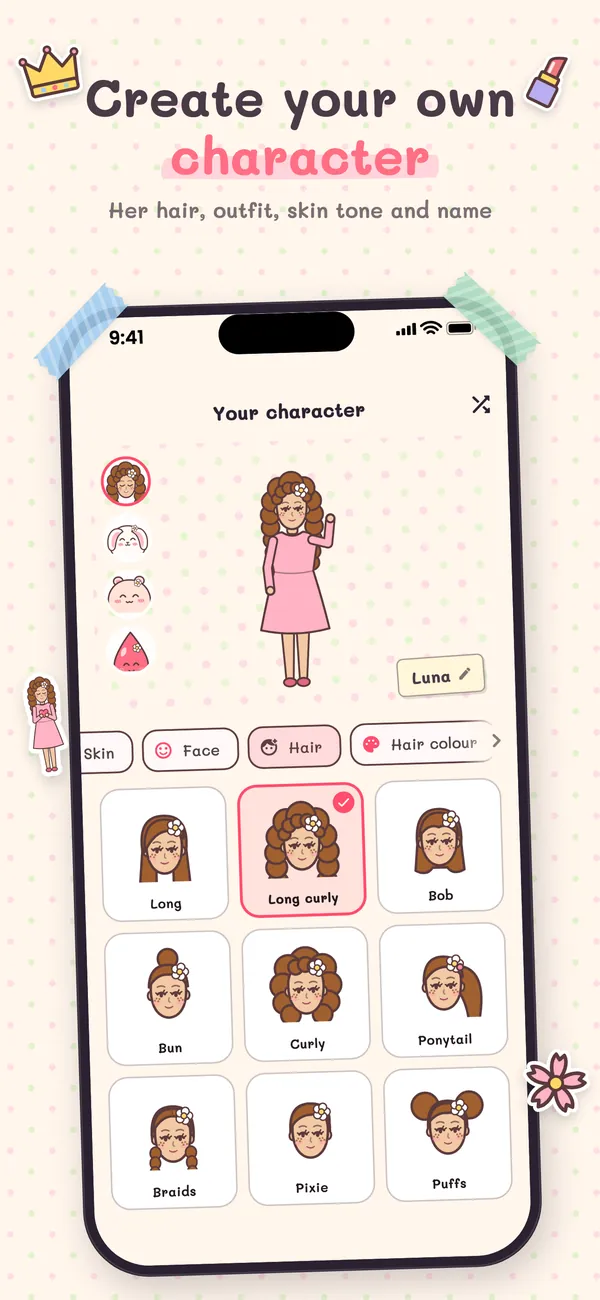 Create your own
character
Her hair, outfit, skin tone and name
9:41
Your character
Luna
Skin
Face
Hair
Hair colour
Long
Long curly
Bob
Bun
Curly
Ponytail
Braids
Pixie
Puffs